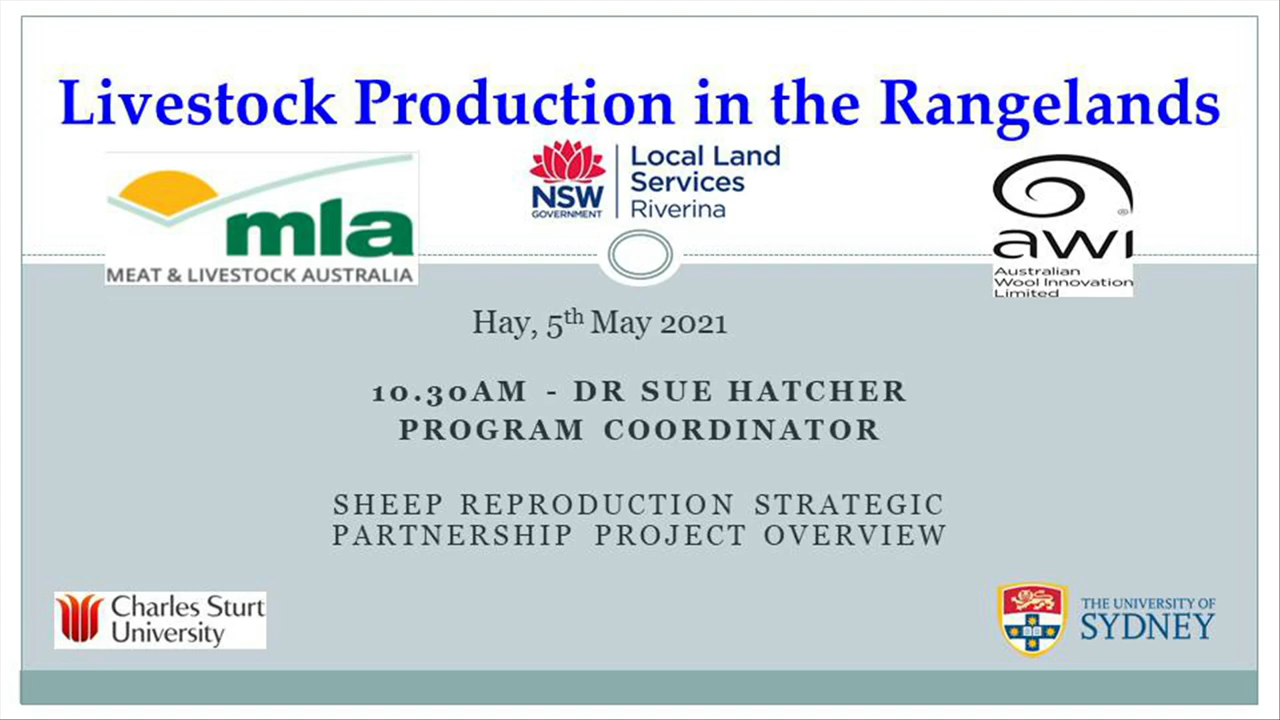 Livestock Production in the Rangelands
mla
MEAT & LIVESTOCK AUSTRALIA
NSW
GOVERNMENT
Local Land
Services
Riverina
awi
®
Australian
Wool Innovation
Limited
Hay, 5th May 2021
10.30AM - DR SUE HATCHER
PROGRAM COORDINATOR
SHEEP REPRODUCTION STRATEGIC
PARTNERSHIP PROJECT OVERVIEW
Charles Sturt
University
THE UNIVERSITY OF
SYDNEY